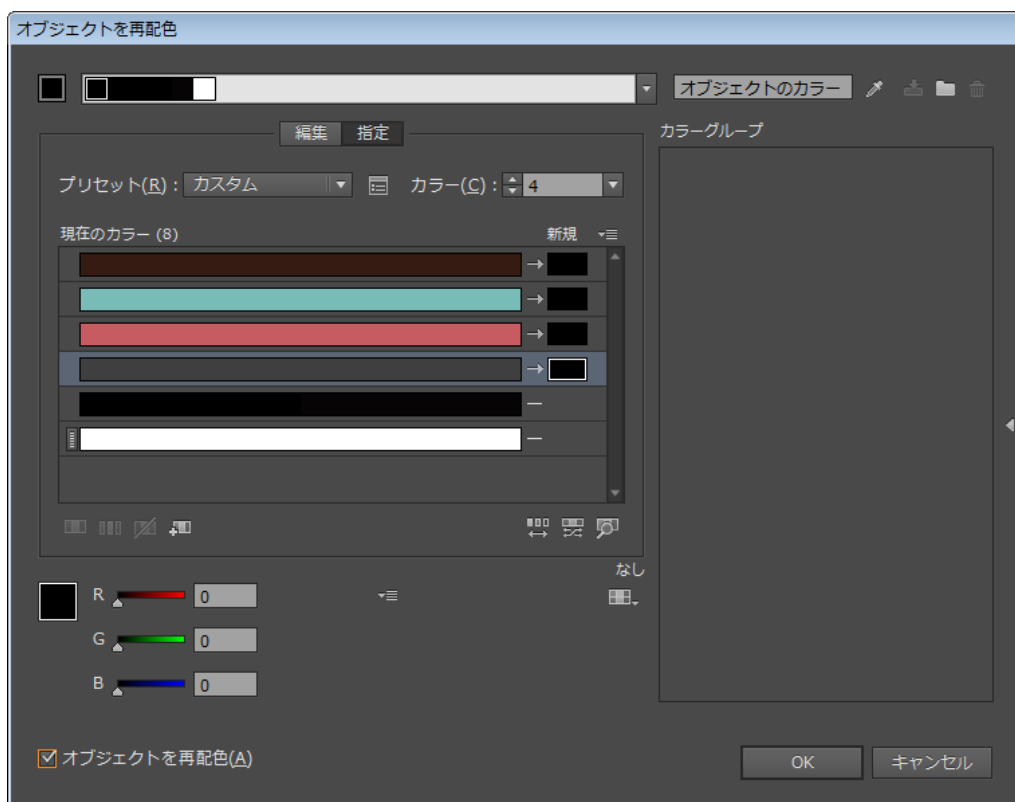 オブジェクトを再配色
オブジェクトのカラー
編集 指定
カラーグループ
プリセット(R) : カスタム カラー(C) : 4
現在のカラー (8) 新規
なし
R 0
G 0
B 0
オブジェクトを再配色(A)
OK キャンセル